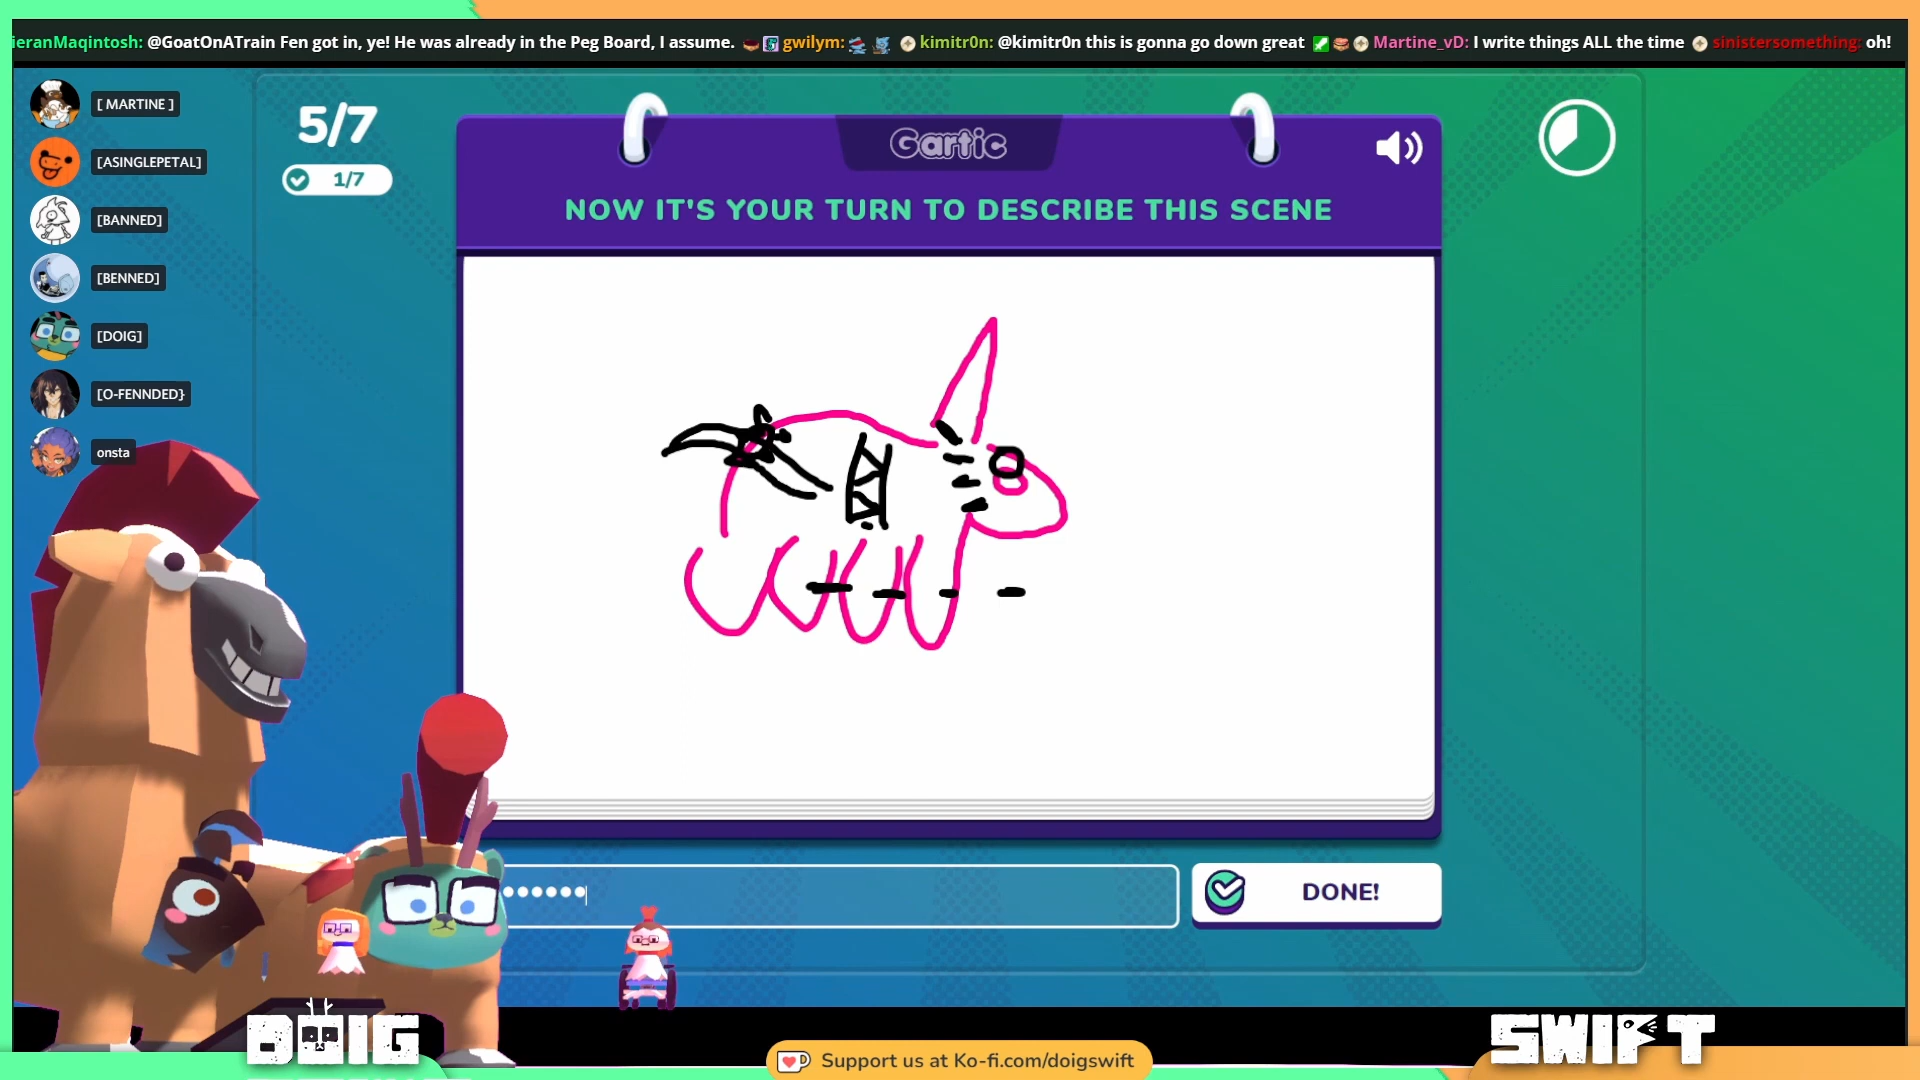 ieranMaqintosh: @GoatOnATrain Fen got in, ye! He was already in the Peg Board, I assume. gwilym: kimitr0n: @kimitr0n this is gonna go down great Martine_vD: I write things ALL the time sinistersomething: oh!
[ MARTINE ]
[ASINGLEPETAL]
[BANNED]
[BENNED]
[DOIG]
[O-FENNDED}
onsta
5/7
1/7
Gartic
NOW IT'S YOUR TURN TO DESCRIBE THIS SCENE
DONE!
DOIG
SWIFT
Support us at Ko-fi.com/doigswift